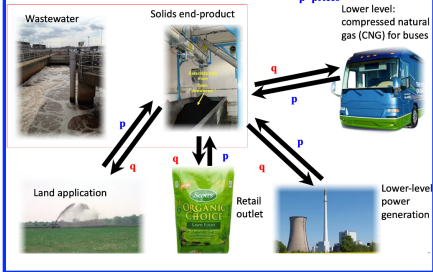 p
Wastewater
Solids end-product
Lower level:
compressed natural
gas (CNG) for buses
q
p
p
q
q
p
p
q
Land application
Scotts
ORGANIC
CHOICE
Retail
outlet
Lower-level
power
generation